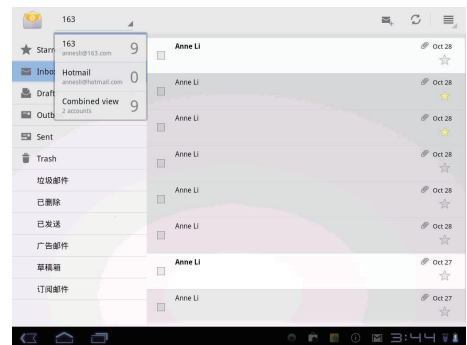 163
163
annesli@163.com
9
Hotmail
annesli@hotmail.com
0
Combined view
2 accounts
9
Starr
Inbo
Draft
Outb
Sent
Trash
垃圾邮件
已删除
已发送
广告邮件
草稿箱
订阅邮件
Anne Li
Oct 28
Anne Li
Oct 28
Anne Li
Oct 28
Anne Li
Oct 28
Anne Li
Oct 28
Anne Li
Oct 28
Anne Li
Oct 27
Anne Li
Oct 27
3:44